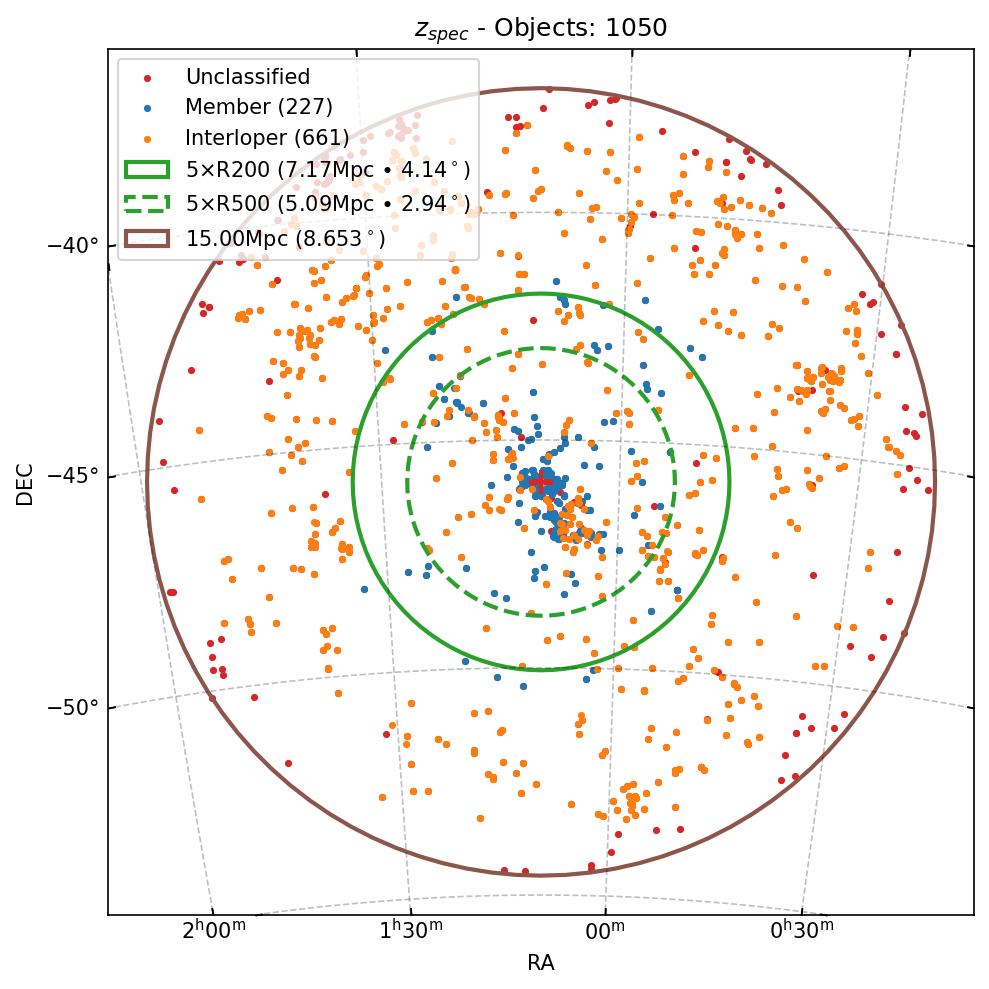 z_spec - Objects: 1050
Unclassified
Member (227)
Interloper (661)
5×R200 (7.17Mpc • 4.14°)
5×R500 (5.09Mpc • 2.94°)
15.00Mpc (8.653°)
−40°
−45°
−50°
DEC
2ʰ00ᵐ 1ʰ30ᵐ 00ᵐ 0ʰ30ᵐ
RA